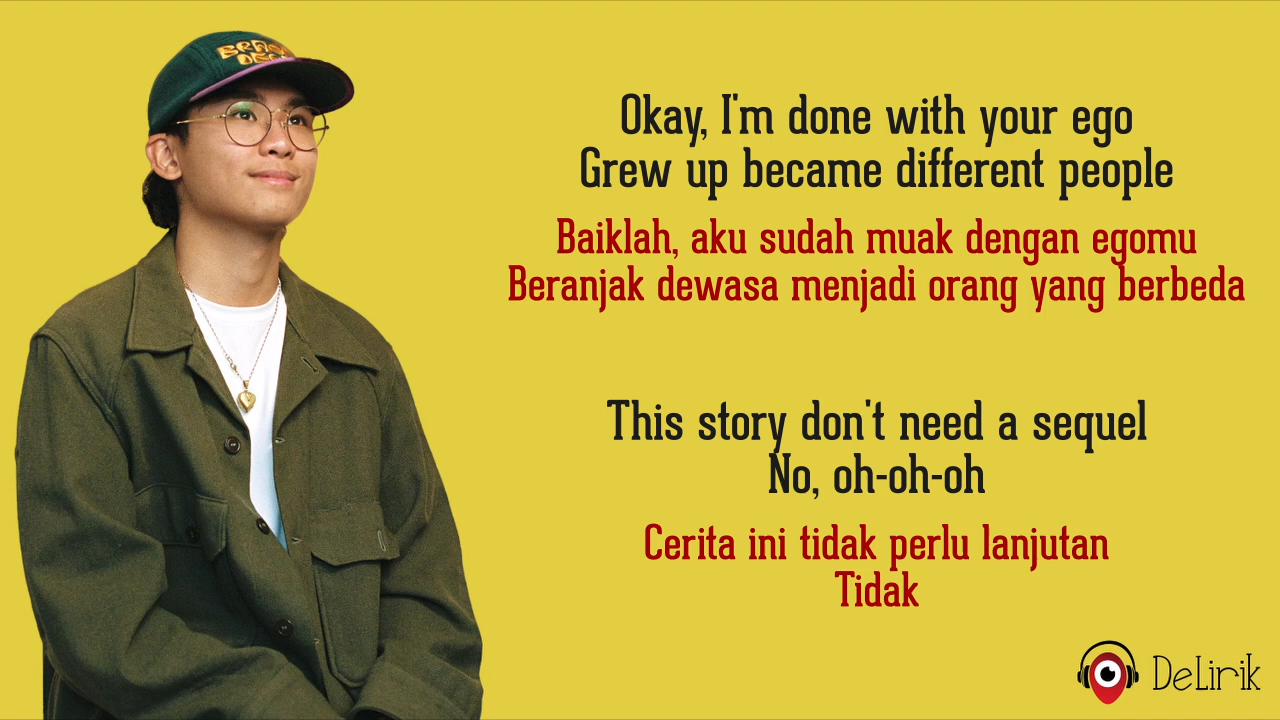 Okay, I'm done with your ego
Grew up became different people
Baiklah, aku sudah muak dengan egomu
Beranjak dewasa menjadi orang yang berbeda
This story don't need a sequel
No, oh-oh-oh
Cerita ini tidak perlu lanjutan
Tidak
DeLirik